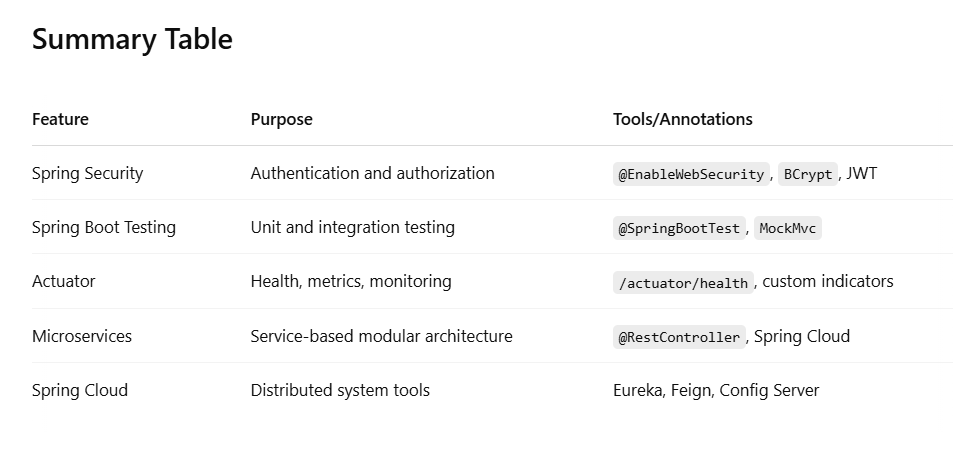 Summary Table
Feature Purpose Tools/Annotations
Spring Security Authentication and authorization @EnableWebSecurity, BCrypt, JWT
Spring Boot Testing Unit and integration testing @SpringBootTest, MockMvc
Actuator Health, metrics, monitoring /actuator/health, custom indicators
Microservices Service-based modular architecture @RestController, Spring Cloud
Spring Cloud Distributed system tools Eureka, Feign, Config Server